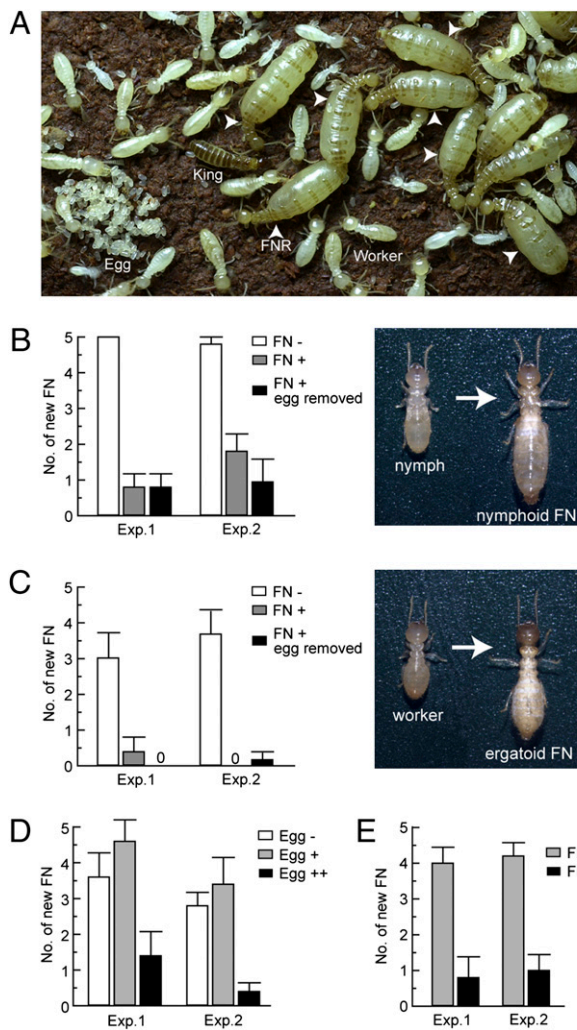 A
King
FNR
Worker
Egg
B
No. of new FN
5
4
3
2
1
0
Exp.1
Exp.2
FN -
FN +
FN +
egg removed
nymph
nymphoid FN
C
No. of new FN
5
4
3
2
1
0
0
0
Exp.1
Exp.2
FN -
FN +
FN +
egg removed
worker
ergatoid FN
D
No. of new FN
5
4
3
2
1
0
Exp.1
Exp.2
Egg -
Egg +
Egg ++
E
No. of new FN
5
4
3
2
1
0
Exp.1
Exp.2
F
F